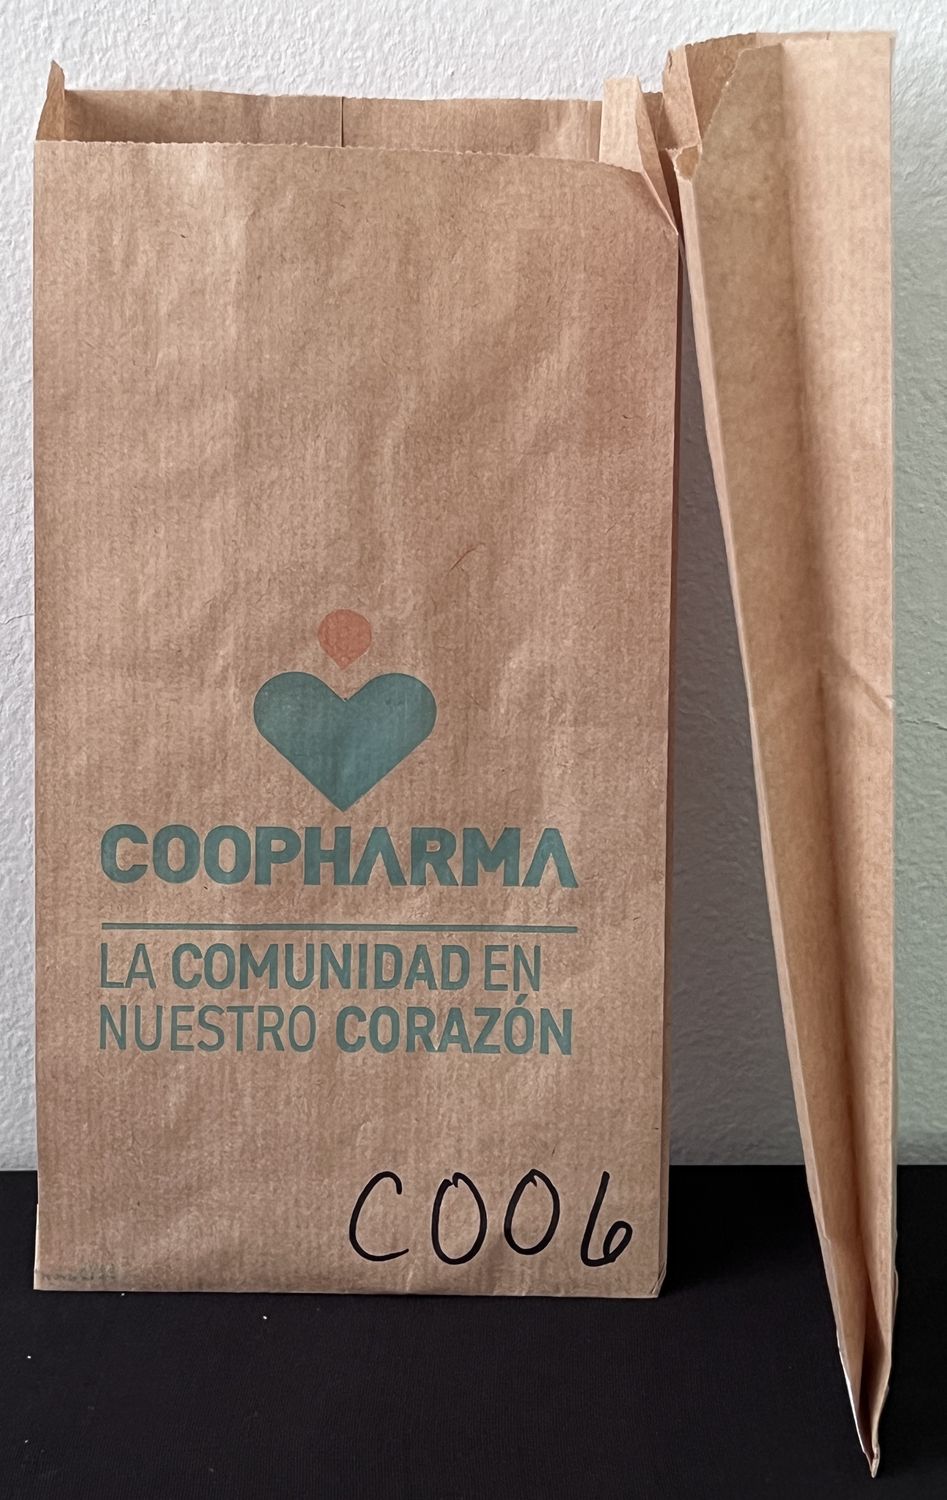 COOPHARMA
LA COMUNIDAD EN
NUESTRO CORAZÓN
C006